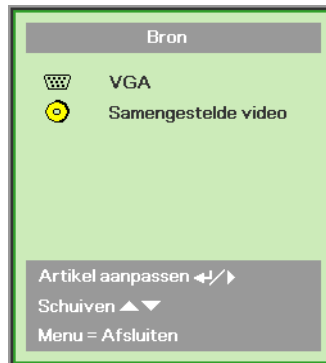 Bron
VGA
Samengestelde video
Artikel aanpassen ↵/▶
Schuiven ▲▼
Menu = Afsluiten